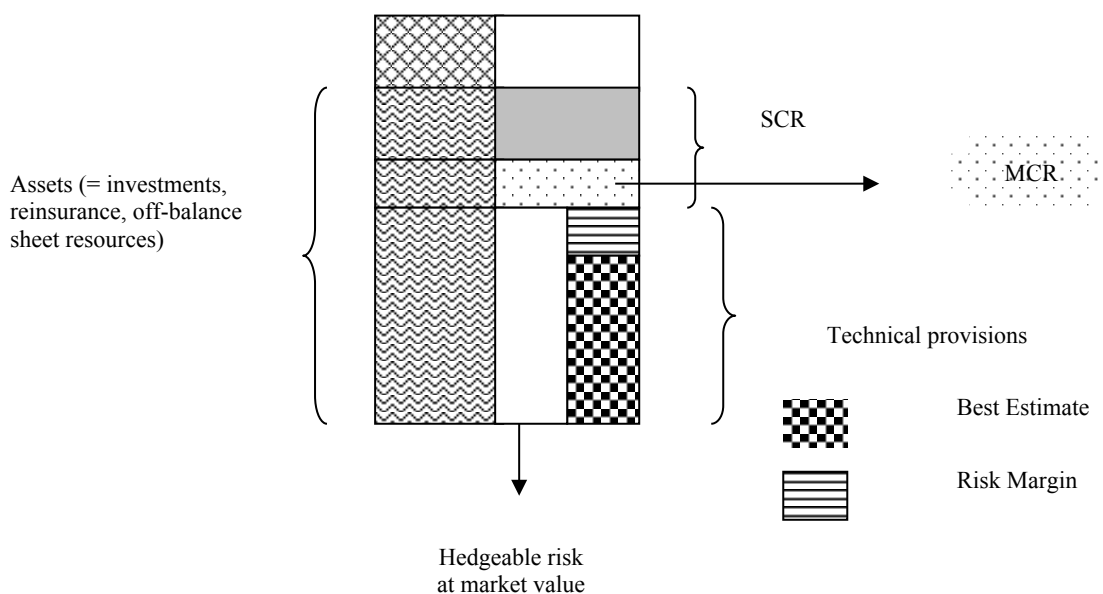 SCR
MCR
Assets (= investments,
reinsurance, off-balance
sheet resources)
Technical provisions
Best Estimate
Risk Margin
Hedgeable risk
at market value